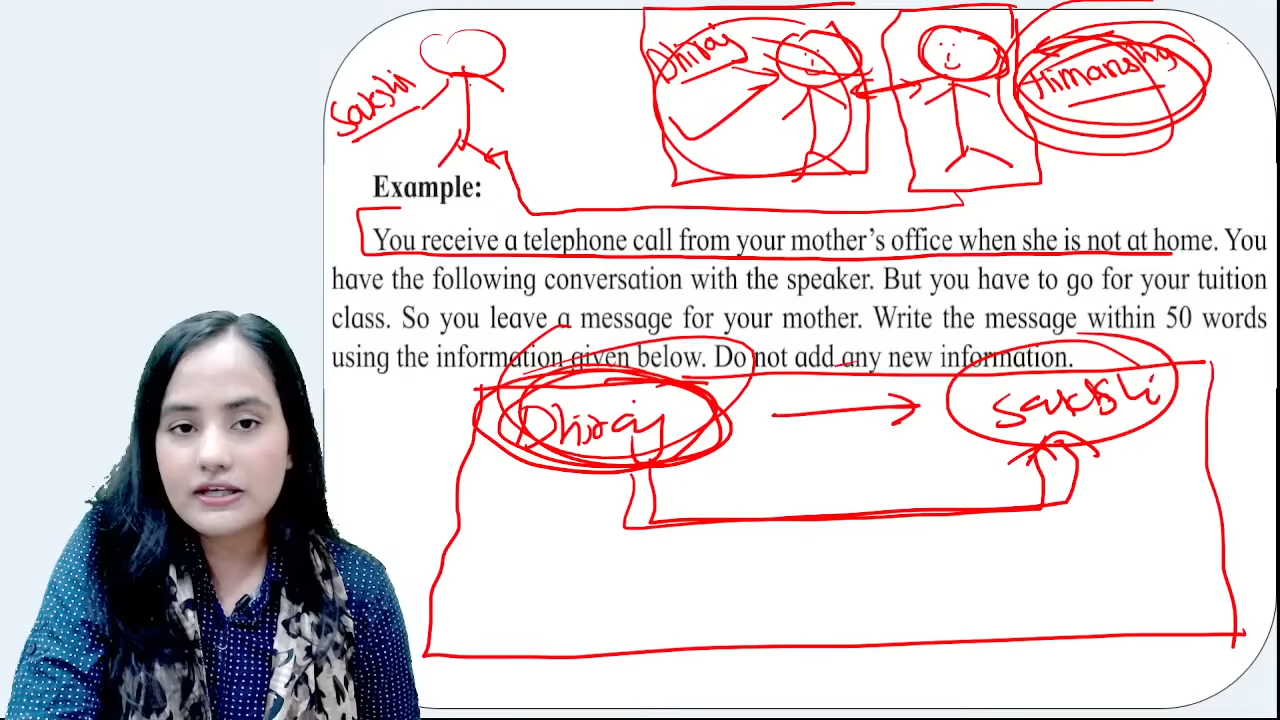 Sakshi
Dhiraj
Himanshu
Example:
You receive a telephone call from your mother's office when she is not at home. You
have the following conversation with the speaker. But you have to go for your tuition
class. So you leave a message for your mother. Write the message within 50 words
using the information given below. Do not add any new information.
Dhiraj
Sakshi